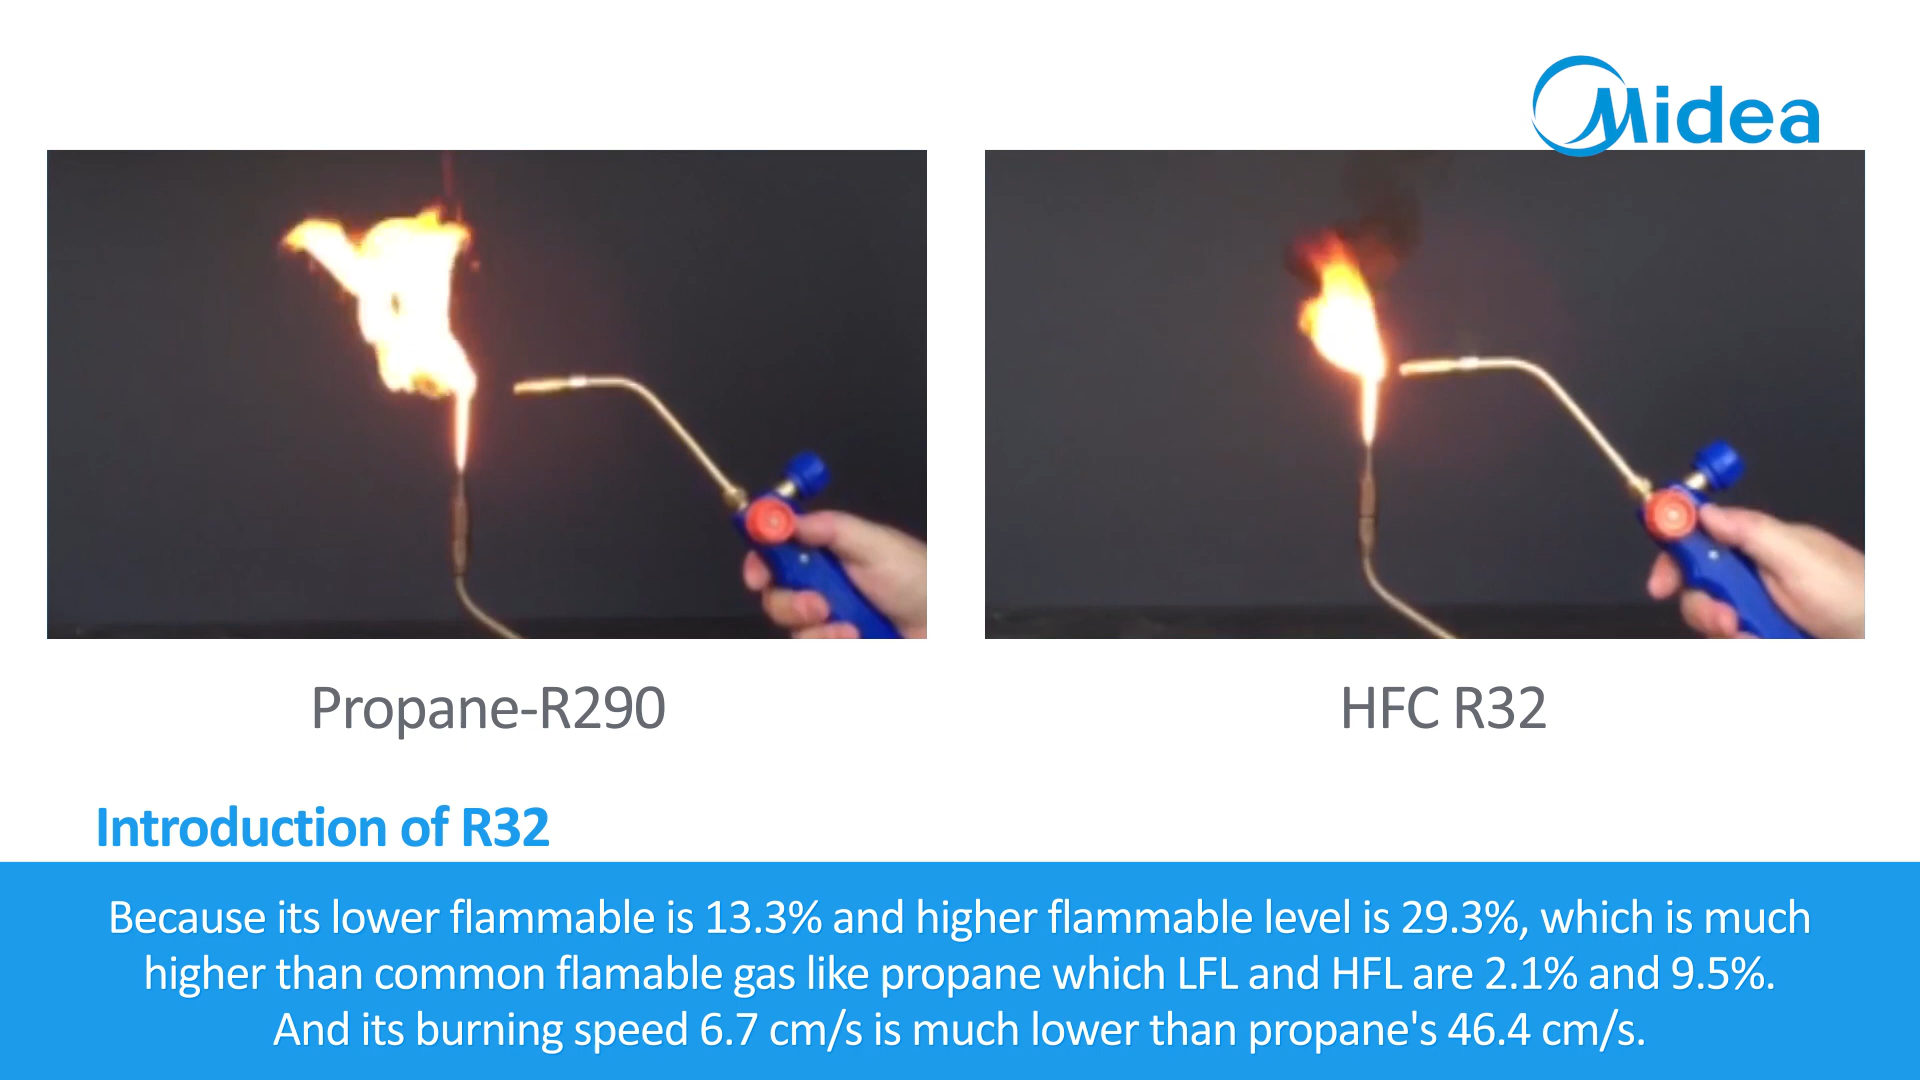 Midea
Propane-R290
HFC R32
Introduction of R32
Because its lower flammable is 13.3% and higher flammable level is 29.3%, which is much
higher than common flamable gas like propane which LFL and HFL are 2.1% and 9.5%.
And its burning speed 6.7 cm/s is much lower than propane's 46.4 cm/s.